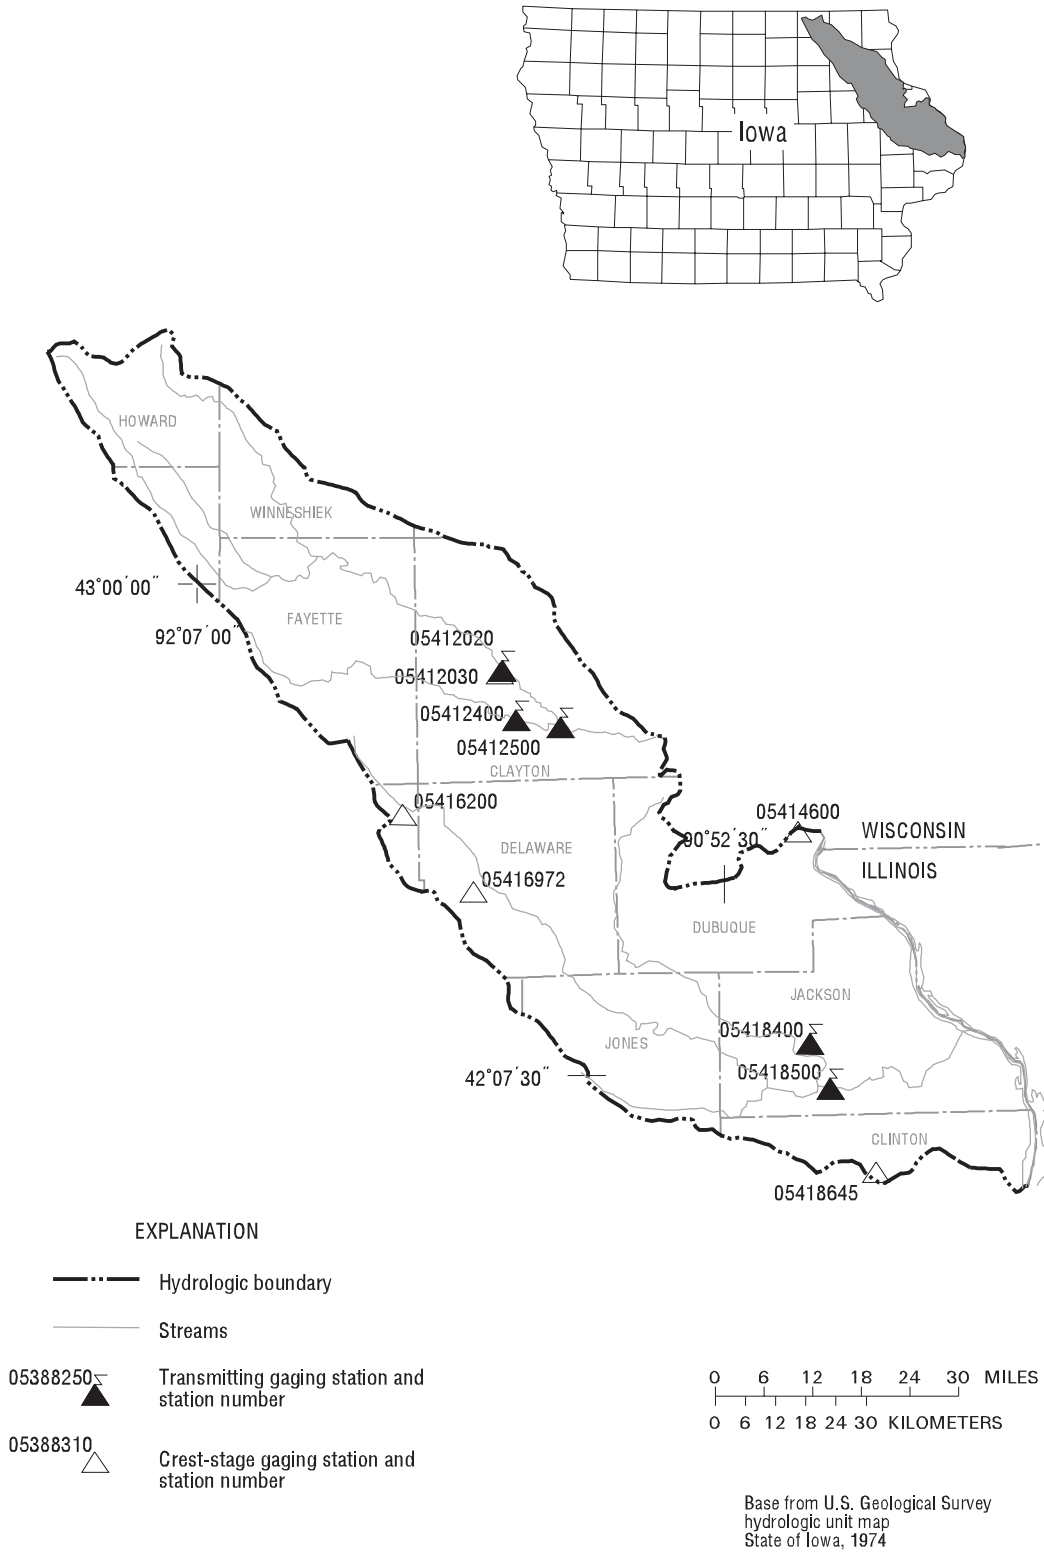 Iowa
HOWARD
WINNESHIEK
43°00′00″
92°07′00″
FAYETTE
05412020
05412030
05412400
05412500
CLAYTON
05416200
05414600
90°52′30″
WISCONSIN
ILLINOIS
DELAWARE
05416972
DUBUQUE
JACKSON
05418400
JONES
05418500
42°07′30″
CLINTON
05418645
EXPLANATION
Hydrologic boundary
Streams
05388250
Transmitting gaging station and
station number
05388310
Crest-stage gaging station and
station number
0 6 12 18 24 30 MILES
0 6 12 18 24 30 KILOMETERS
Base from U.S. Geological Survey
hydrologic unit map
State of Iowa, 1974